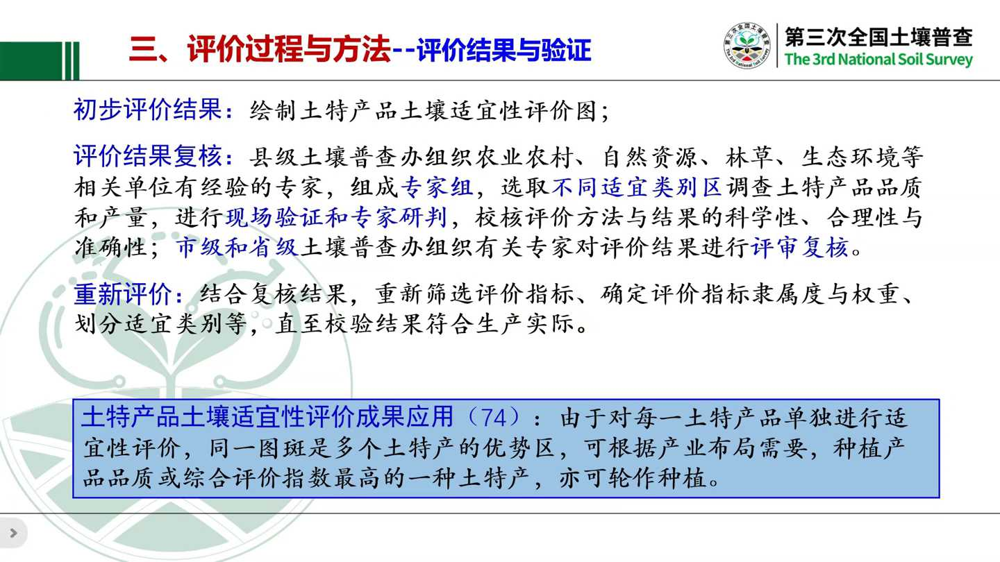 三、评价过程与方法--评价结果与验证
第三次全国土壤普查
The 3rd National Soil Survey
第三次全国土壤普查
The 3rd National Soil Survey
初步评价结果：绘制土特产品土壤适宜性评价图；
评价结果复核：县级土壤普查办组织农业农村、自然资源、林草、生态环境等
相关单位有经验的专家，组成专家组，选取不同适宜类别区调查土特产品品质
和产量，进行现场验证和专家研判，校核评价方法与结果的科学性、合理性与
准确性；市级和省级土壤普查办组织有关专家对评价结果进行评审复核。
重新评价：结合复核结果，重新筛选评价指标、确定评价指标隶属度与权重、
划分适宜类别等，直至校验结果符合生产实际。
土特产品土壤适宜性评价成果应用（74）：由于对每一土特产品单独进行适
宜性评价，同一图斑是多个土特产的优势区，可根据产业布局需要，种植产
品品质或综合评价指数最高的一种土特产，亦可轮作种植。